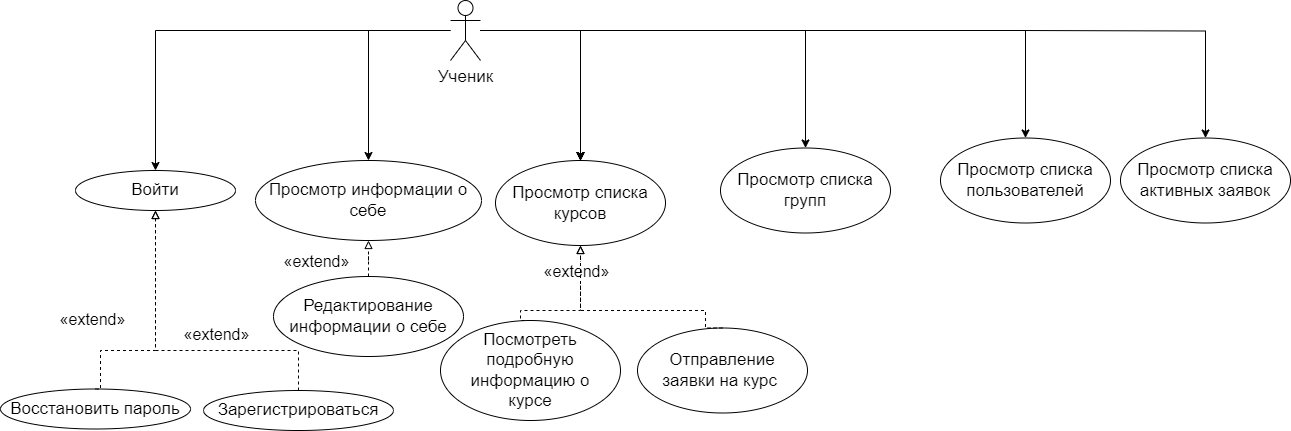 Ученик
Войти
Просмотр информации о
себе
Просмотр списка
курсов
Просмотр списка
групп
Просмотр списка
пользователей
Просмотр списка
активных заявок
«extend»
«extend»
«extend»
«extend»
Редактирование
информации о себе
Посмотреть
подробную
информацию о
курсе
Отправление
заявки на курс
Восстановить пароль
Зарегистрироваться